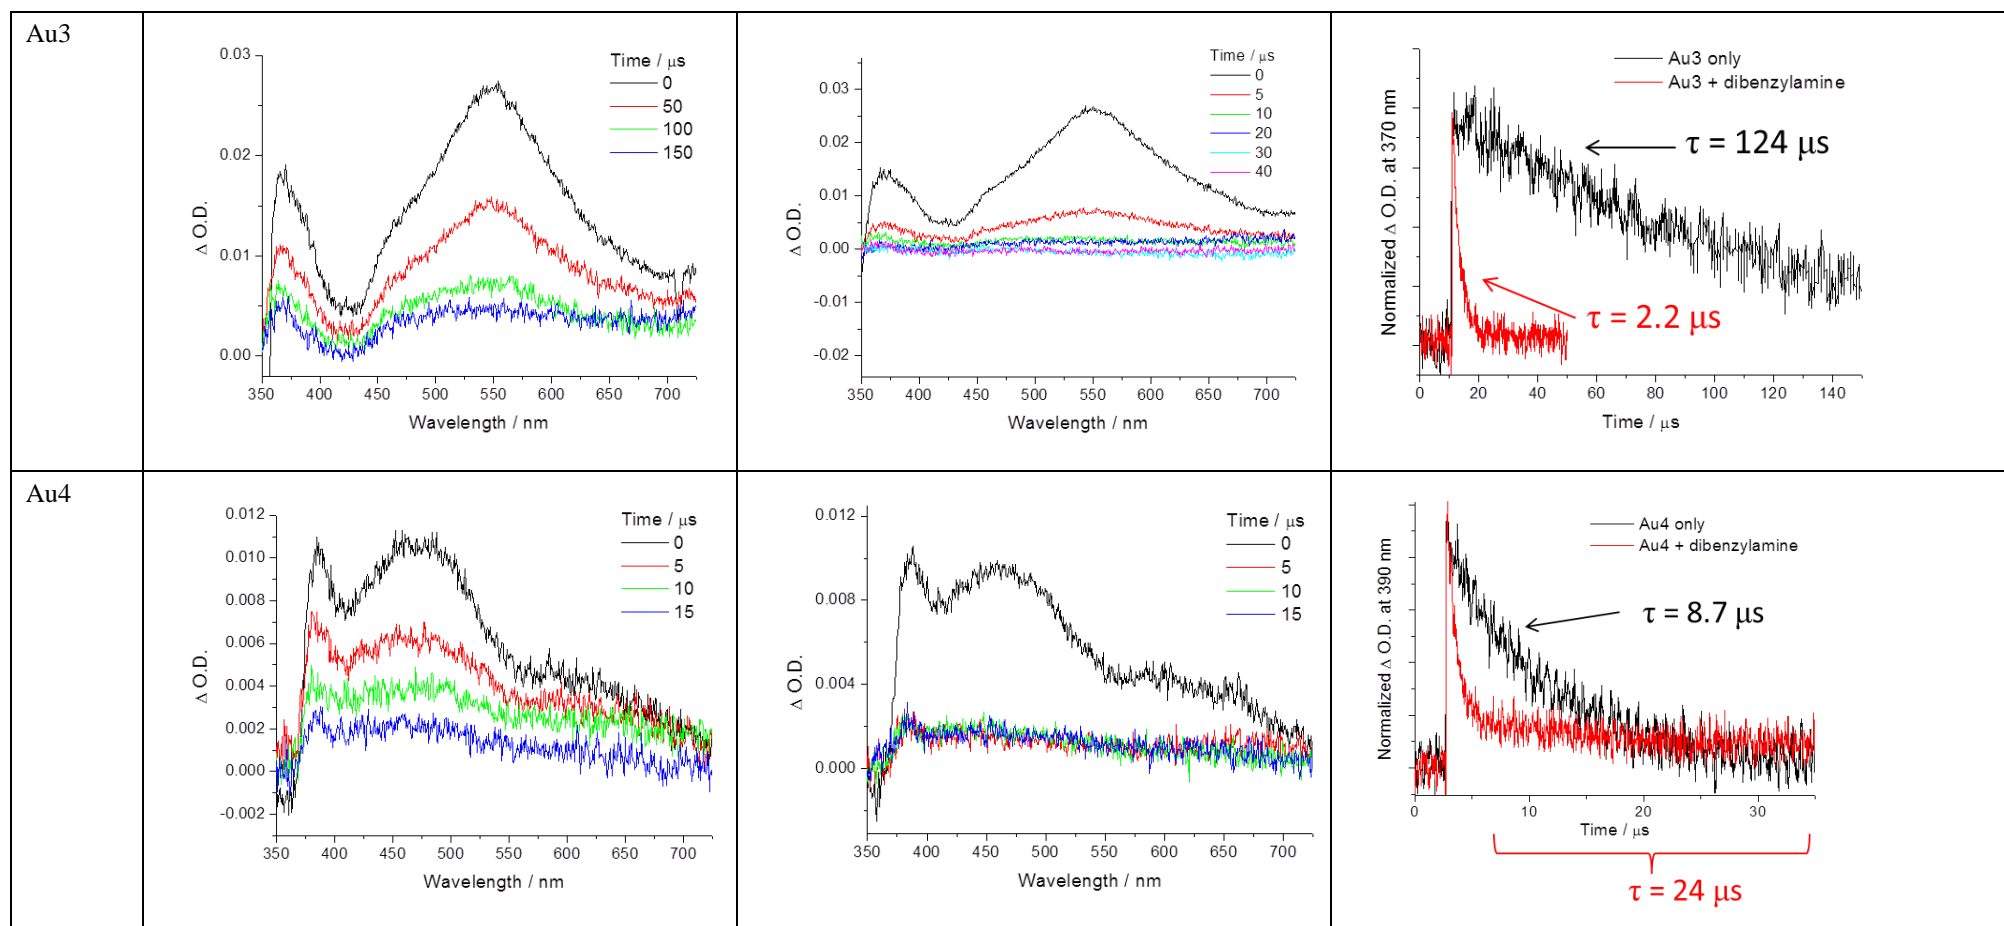 Au3
0.03
0.02
0.01
0.00
Δ O.D.
350 400 450 500 550 600 650 700
Wavelength / nm
Time / μs
0
50
100
150
0.03
0.02
0.01
0.00
-0.01
-0.02
Δ O.D.
350 400 450 500 550 600 650 700
Wavelength / nm
Time / μs
0
5
10
20
30
40
Normalized Δ O.D. at 370 nm
Au3 only
Au3 + dibenzylamine
τ = 124 μs
τ = 2.2 μs
0 20 40 60 80 100 120 140
Time / μs
Au4
0.012
0.010
0.008
0.006
0.004
0.002
0.000
-0.002
Δ O.D.
350 400 450 500 550 600 650 700
Wavelength / nm
Time / μs
0
5
10
15
0.012
0.008
0.004
0.000
Δ O.D.
350 400 450 500 550 600 650 700
Wavelength / nm
Time / μs
0
5
10
15
Normalized Δ O.D. at 390 nm
Au4 only
Au4 + dibenzylamine
τ = 8.7 μs
0 10 20 30
Time / μs
τ = 24 μs